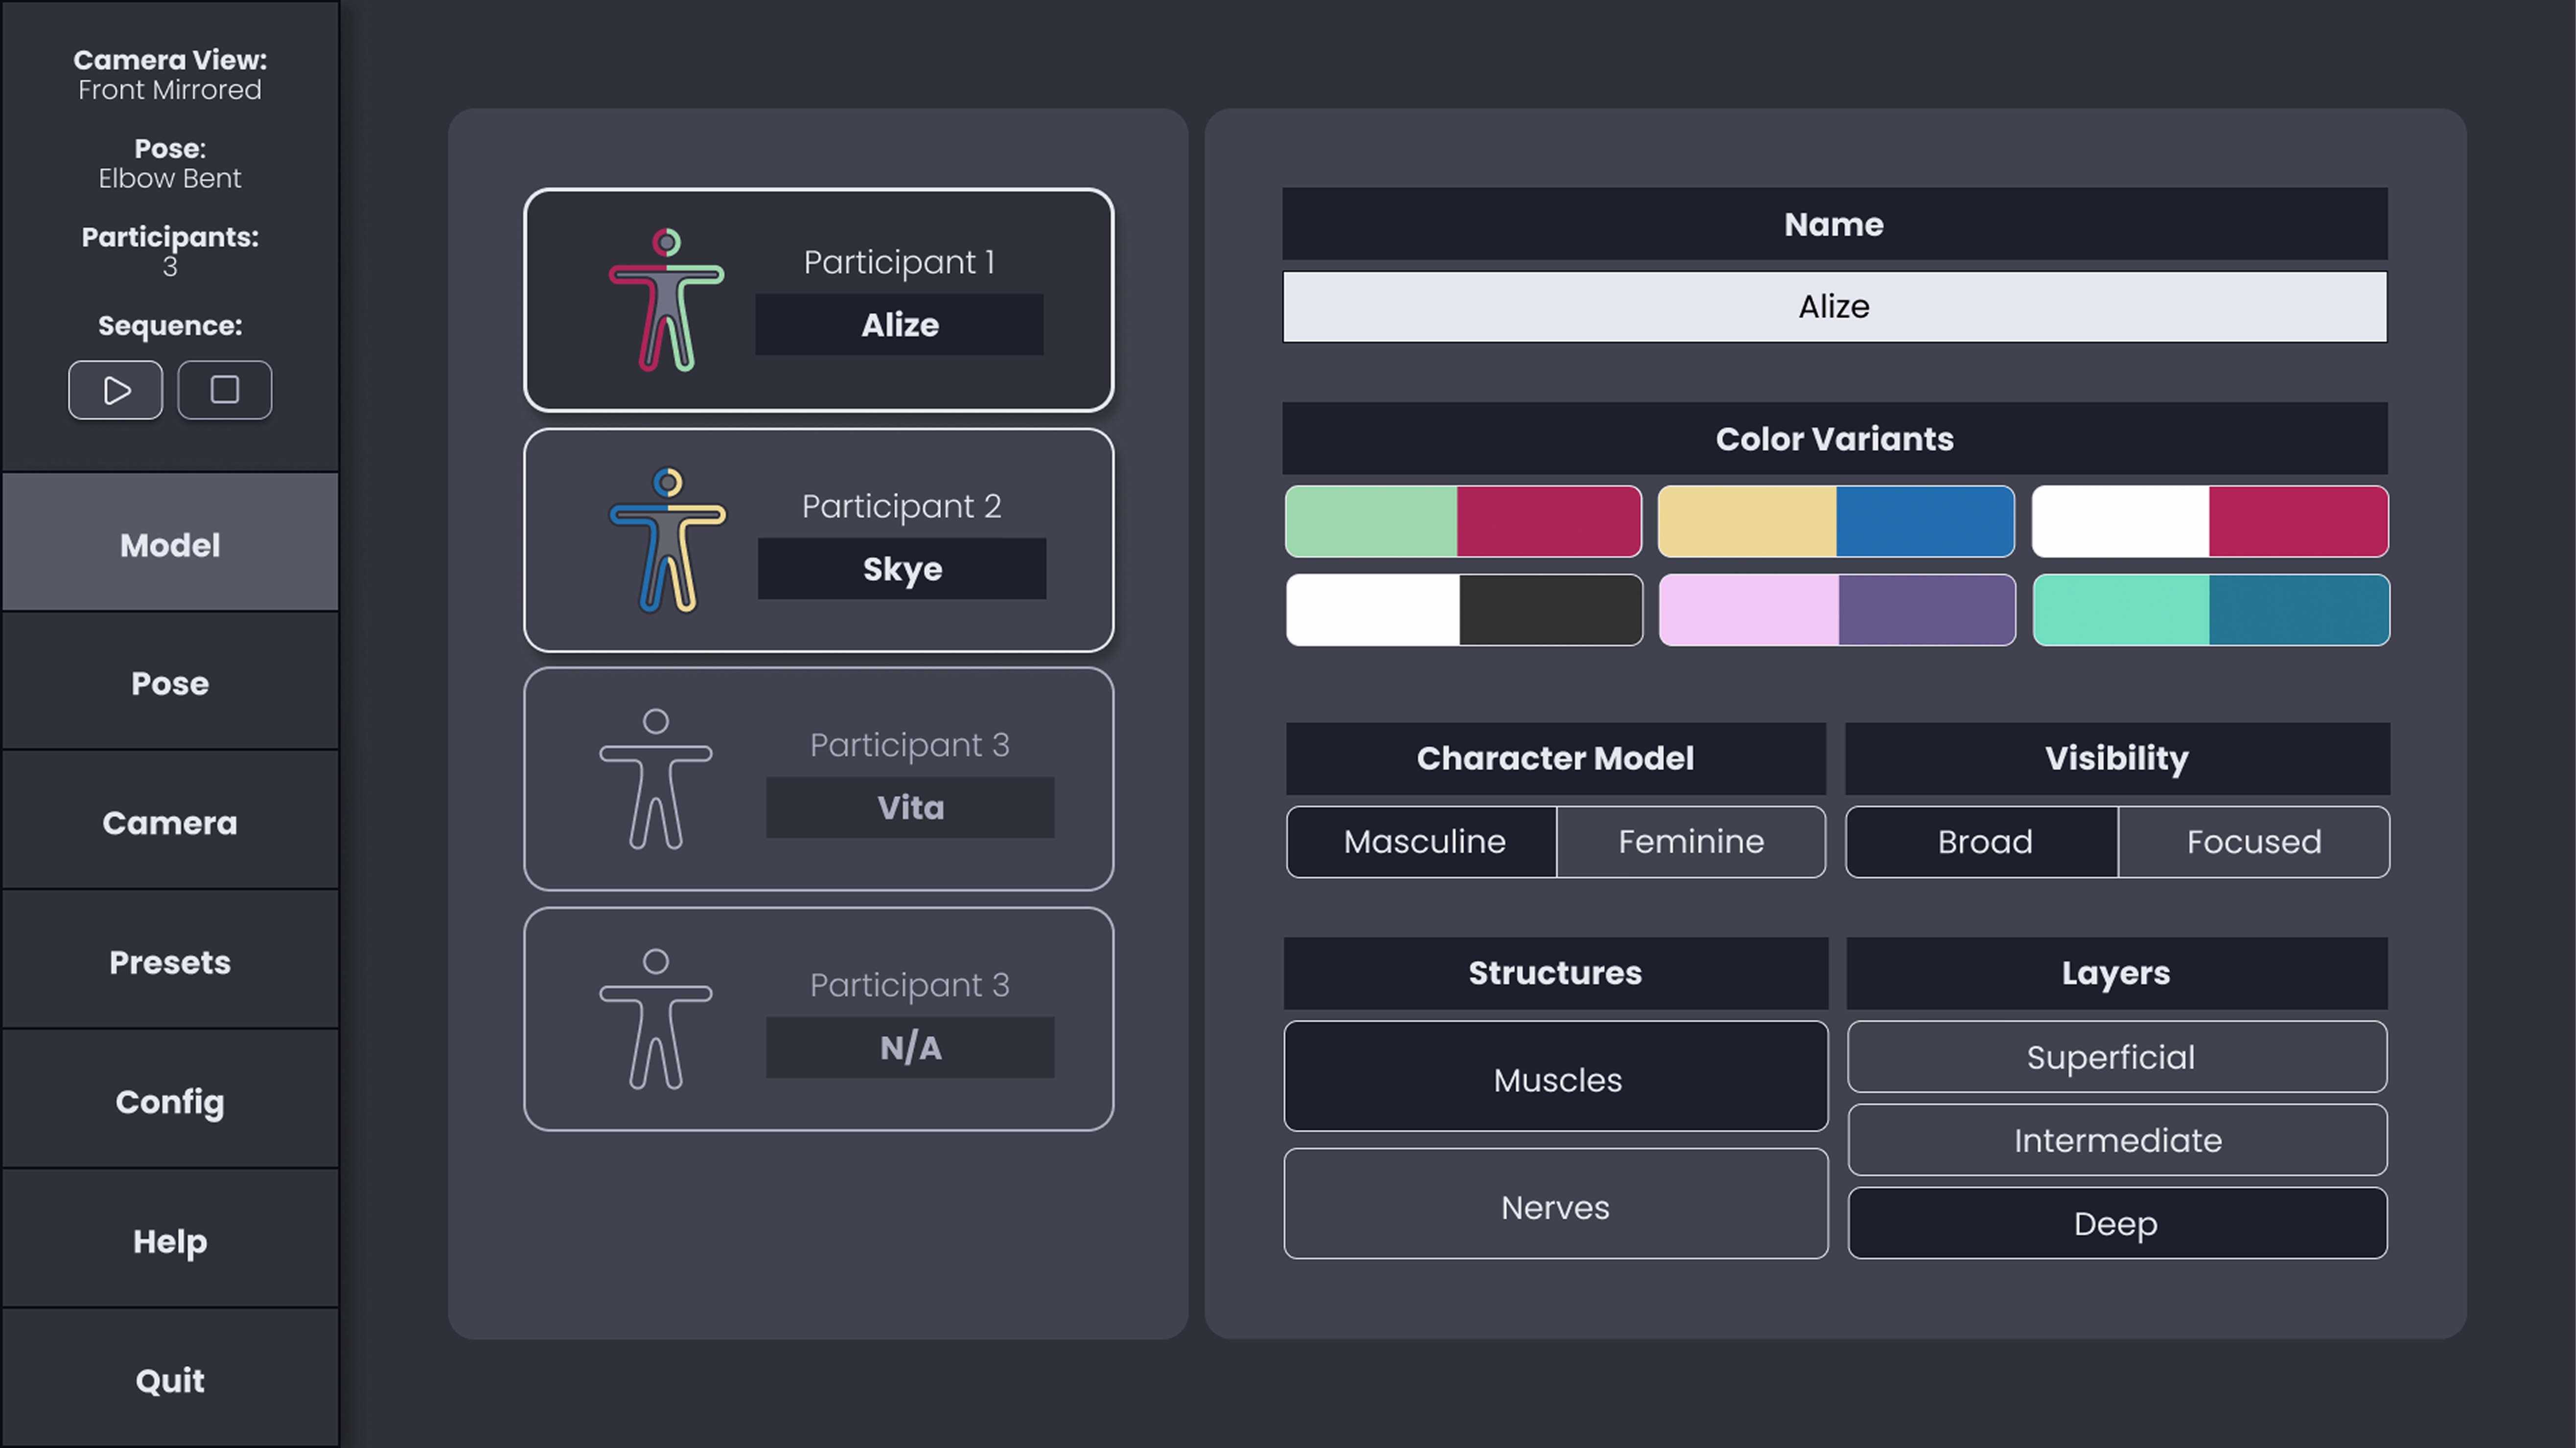 Camera View:
Front Mirrored
Pose:
Elbow Bent
Participants:
3
Sequence:
Model
Pose
Camera
Presets
Config
Help
Quit
Participant 1
Alize
Participant 2
Skye
Participant 3
Vita
Participant 3
N/A
Name
Alize
Color Variants
Character Model
Masculine Feminine
Visibility
Broad Focused
Structures
Muscles
Nerves
Layers
Superficial
Intermediate
Deep